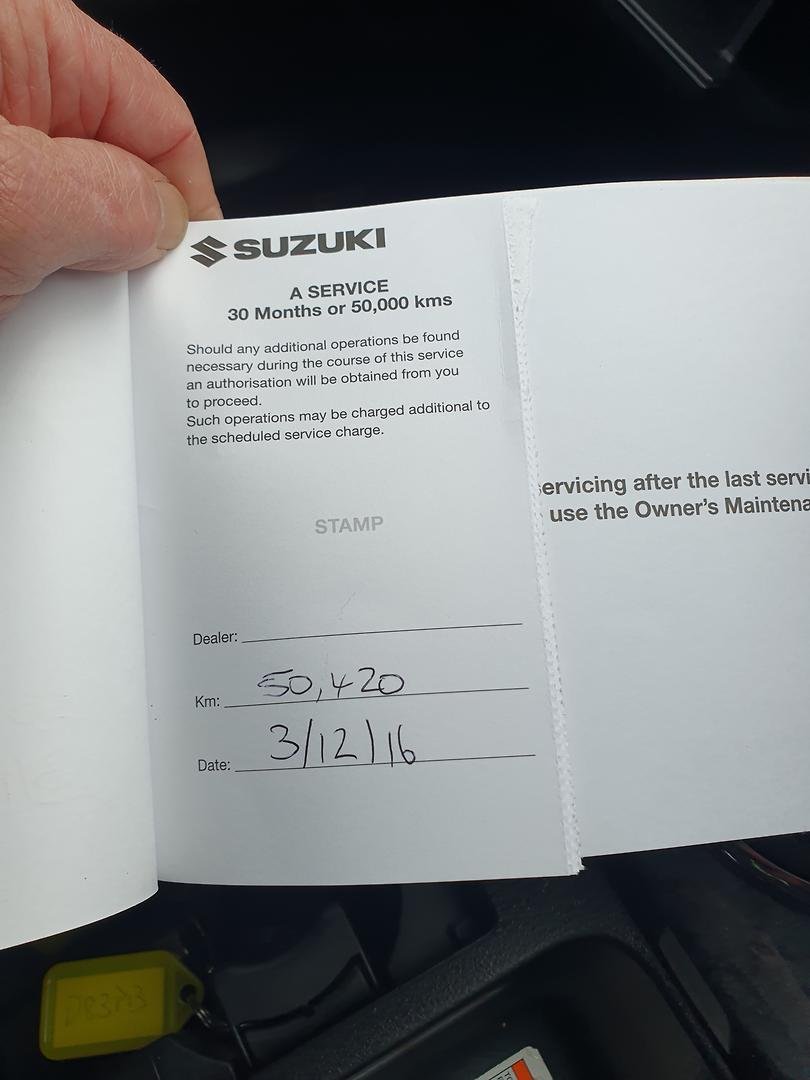 SUZUKI
A SERVICE
30 Months or 50,000 kms
Should any additional operations be found
necessary during the course of this service
an authorisation will be obtained from you
to proceed.
Such operations may be charged additional to
the scheduled service charge.
STAMP
Dealer:
Km: 50,420
Date: 3/12/16
ervicing after the last servi
use the Owner's Maintena